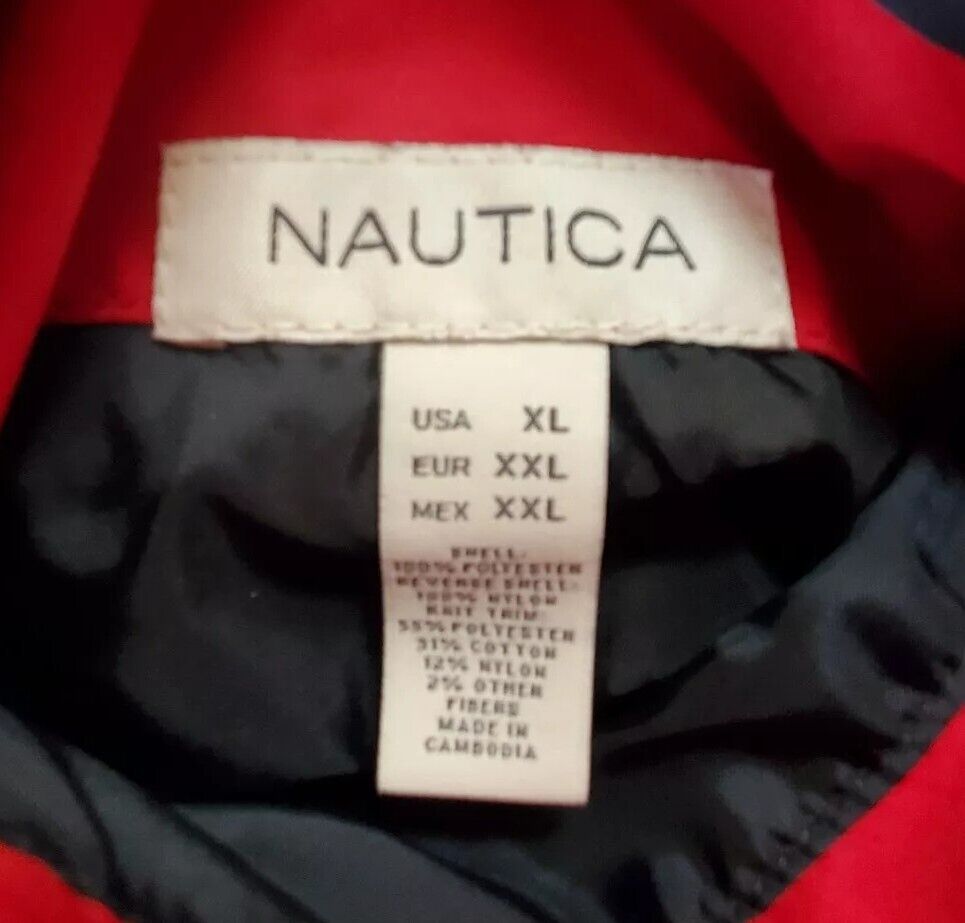 NAUTICA
USA XL
EUR XXL
MEX XXL
SHELL:
100% POLYESTER
REVERSE SHELL:
100% NYLON
KNIT TRIM:
55% POLYESTER
31% COTTON
12% NYLON
2% OTHER
FIBERS
MADE IN
CAMBODIA